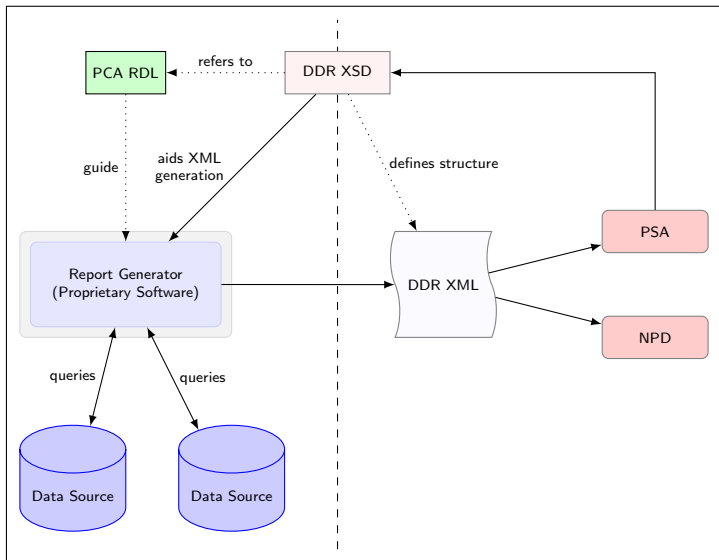 PCA RDL
refers to
DDR XSD
guide
aids XML
generation
defines structure
Report Generator
(Proprietary Software)
DDR XML
PSA
NPD
queries
queries
Data Source
Data Source